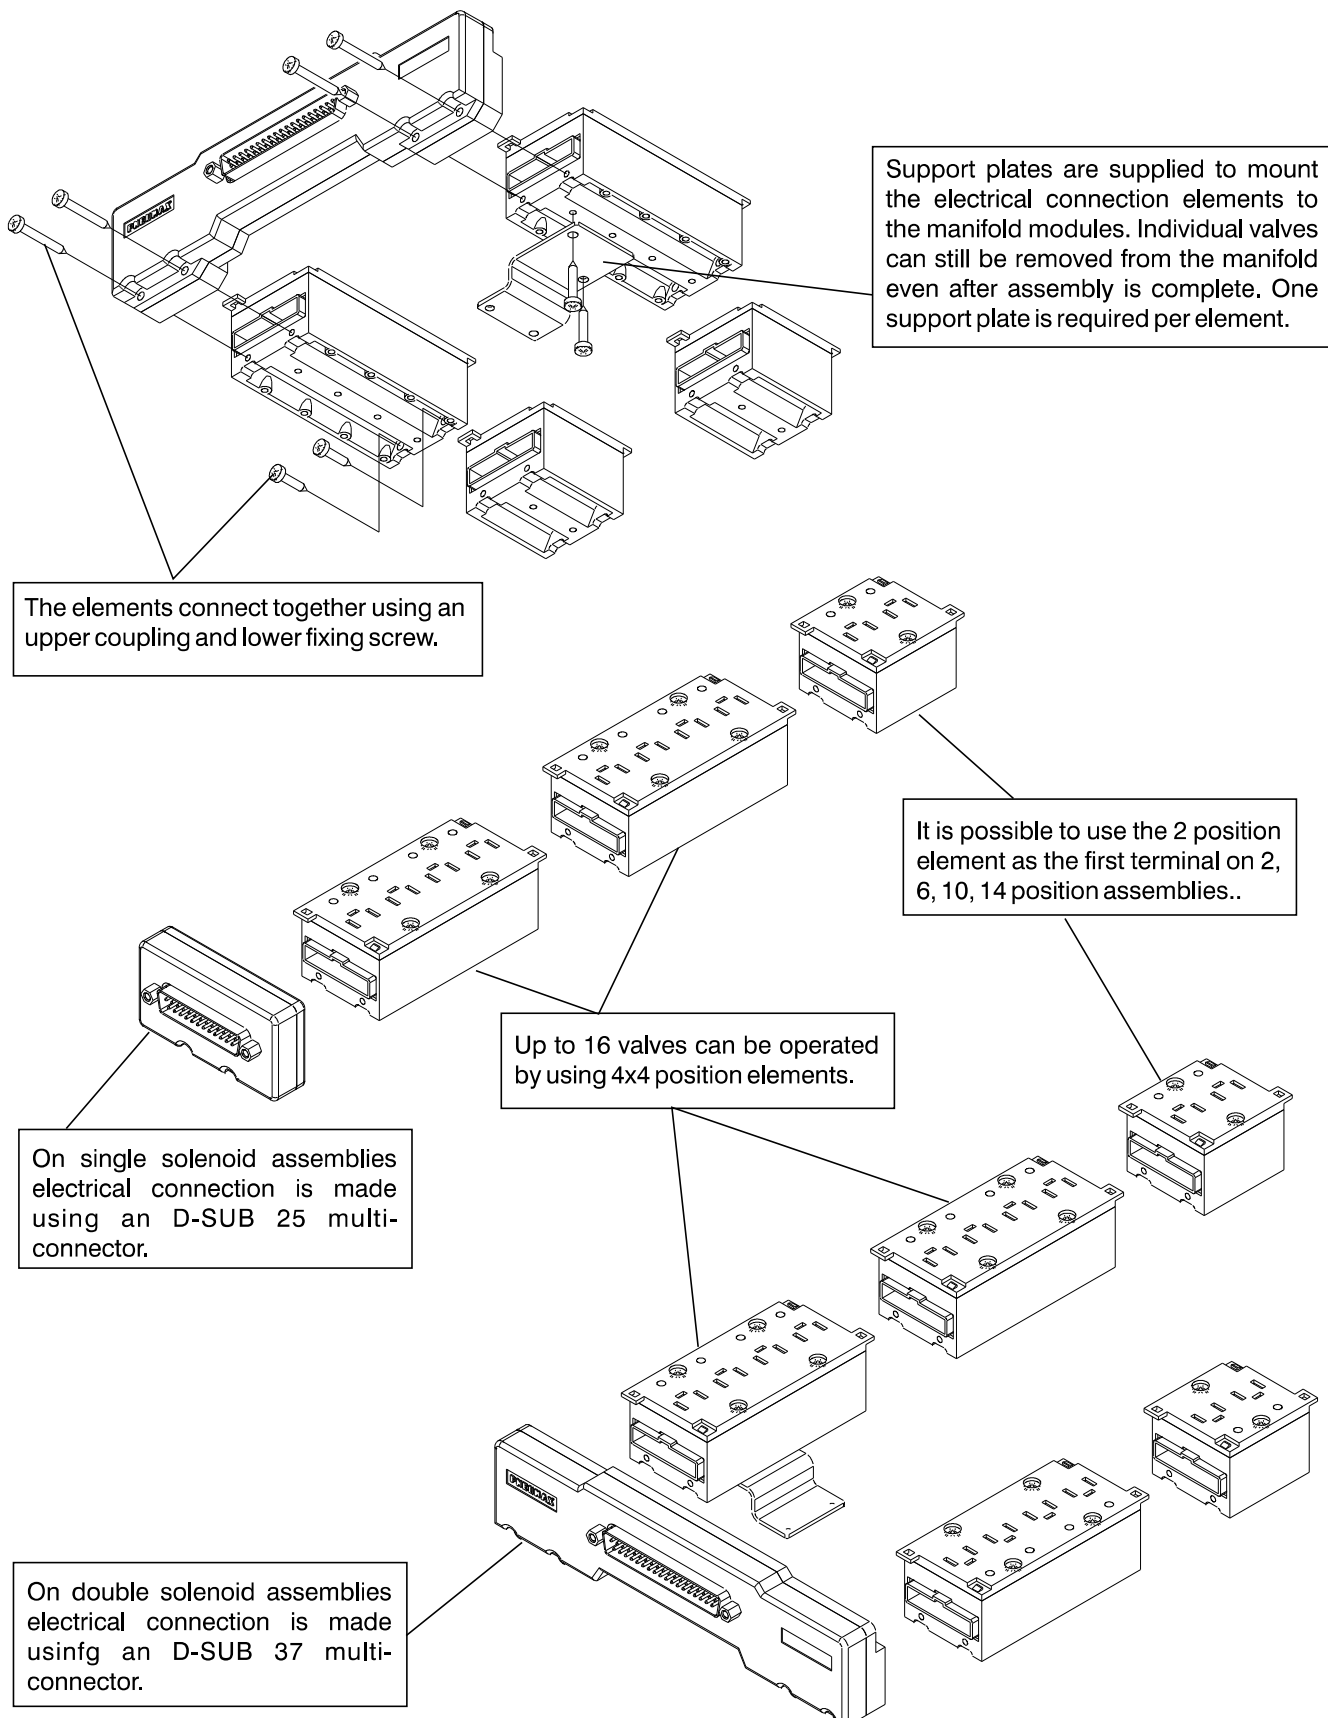 PNEUMAX
Support plates are supplied to mount
the electrical connection elements to
the manifold modules. Individual valves
can still be removed from the manifold
even after assembly is complete. One
support plate is required per element.
The elements connect together using an
upper coupling and lower fixing screw.
It is possible to use the 2 position
element as the first terminal on 2,
6, 10, 14 position assemblies..
Up to 16 valves can be operated
by using 4x4 position elements.
On single solenoid assemblies
electrical connection is made
using an D-SUB 25 multi-
connector.
PNEUMAX
On double solenoid assemblies
electrical connection is made
usinfg an D-SUB 37 multi-
connector.